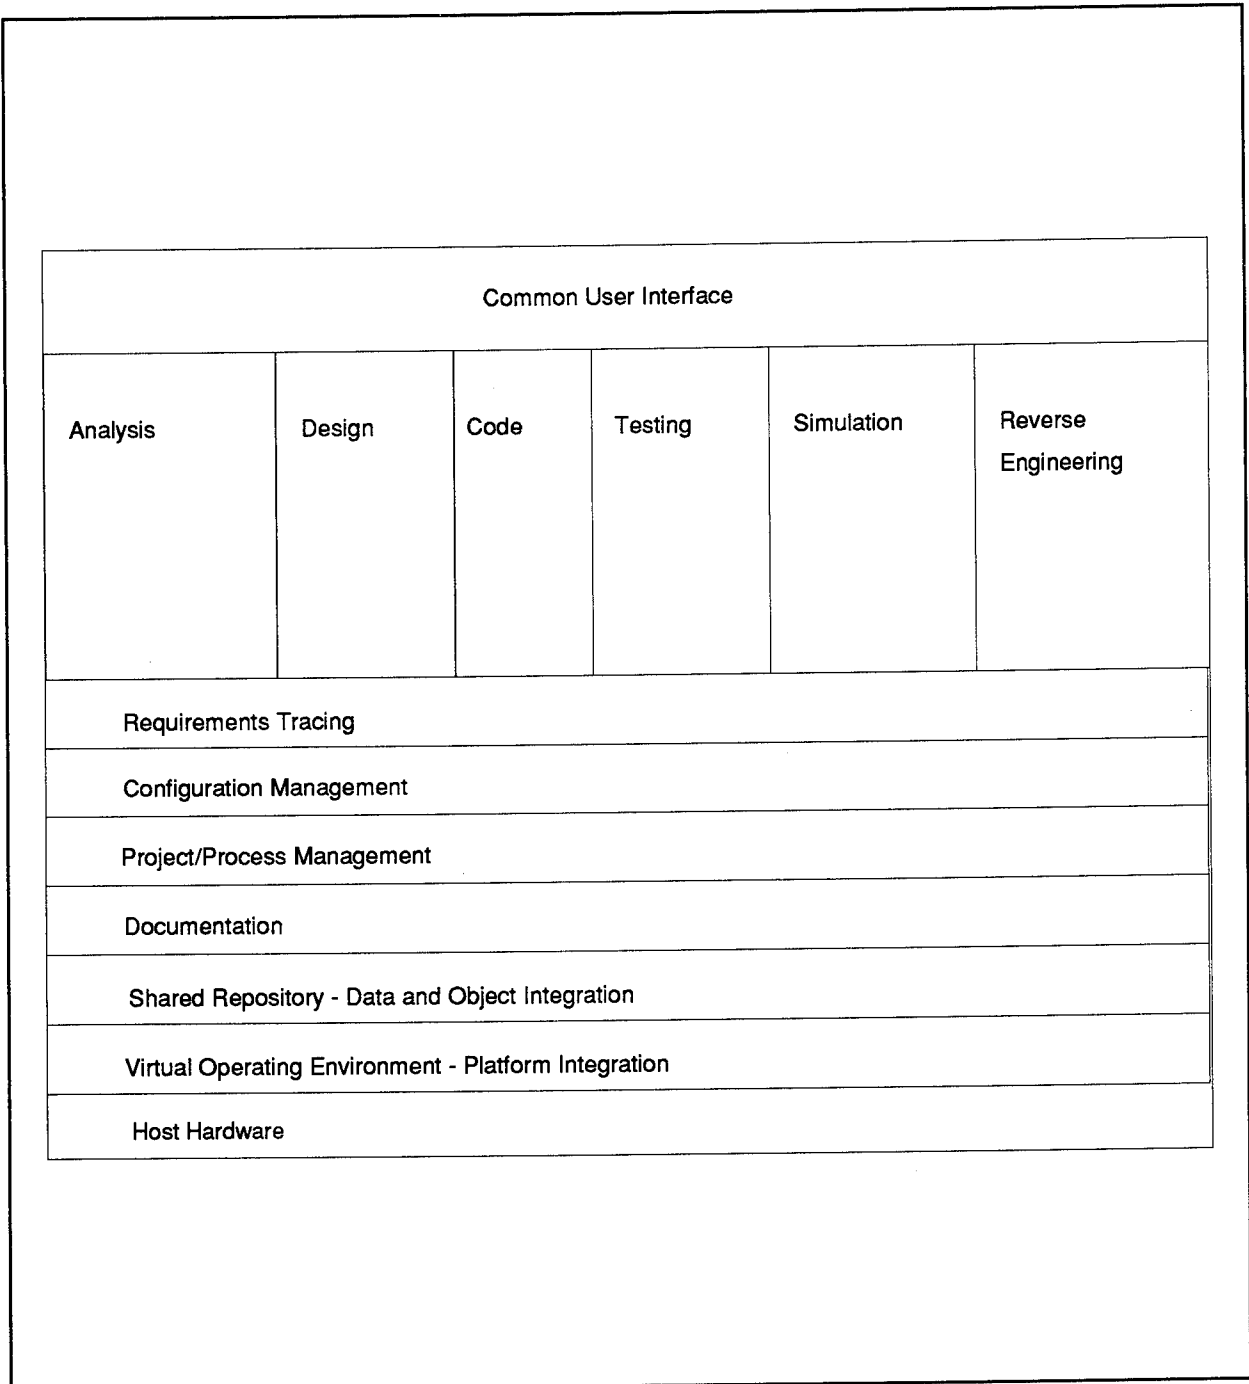 Common User Interface
Analysis
Design
Code
Testing
Simulation
Reverse
Engineering
Requirements Tracing
Configuration Management
Project/Process Management
Documentation
Shared Repository - Data and Object Integration
Virtual Operating Environment - Platform Integration
Host Hardware